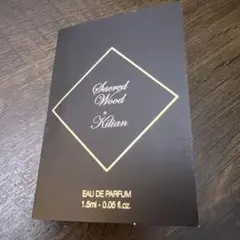 Sacred
Wood
by
Kilian
EAU DE PARFUM
1.5ml - 0.05 fl.oz.